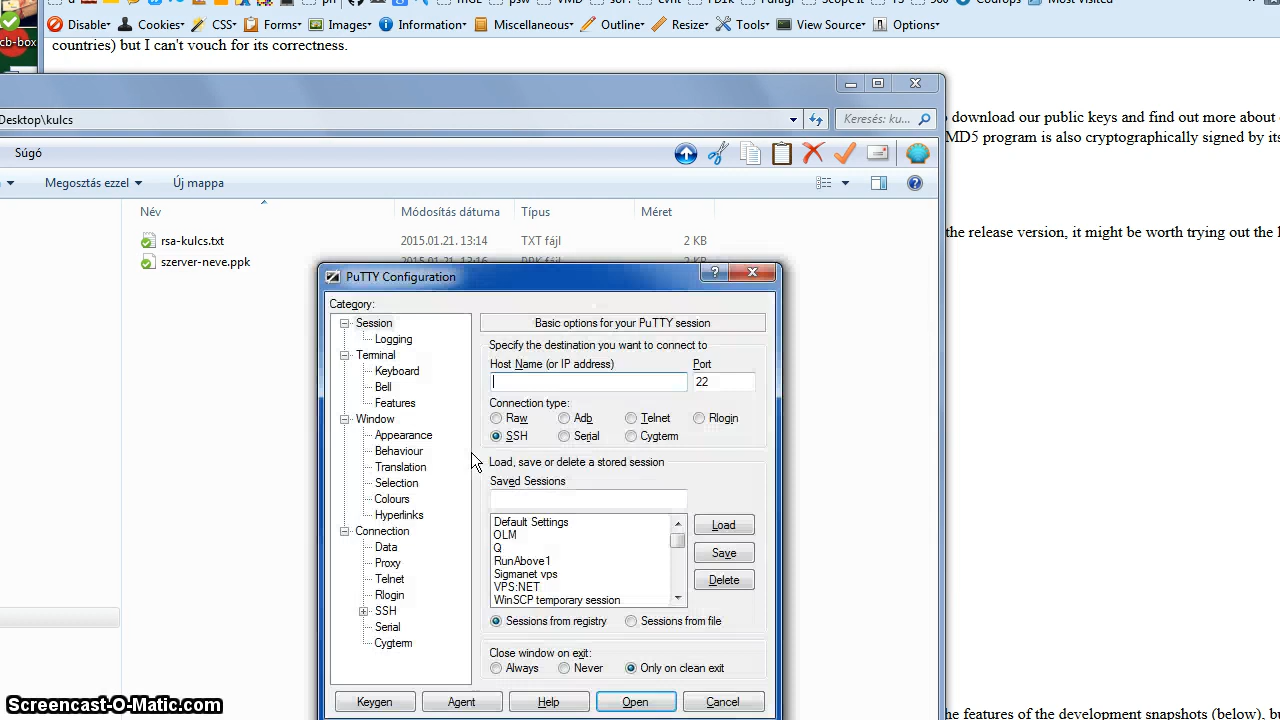 Disable Cookies CSS Forms Images Information Miscellaneous Outline Resize Tools View Source Options
cb-box
countries) but I can't vouch for its correctness.
Desktop\kulcs
Keresés: ku...
download our public keys and find out more about
MD5 program is also cryptographically signed by its
Súgó
Megosztás ezzel
Új mappa
Név
Módosítás dátuma
Típus
Méret
rsa-kulcs.txt 2015.01.21. 13:14 TXT fájl 2 KB
the release version, it might be worth trying out the
szerver-neve.ppk
PuTTY Configuration
Category:
Session
Logging
Terminal
Keyboard
Bell
Features
Window
Appearance
Behaviour
Translation
Selection
Colours
Hyperlinks
Connection
Data
Proxy
Telnet
Rlogin
SSH
Serial
Cygterm
Basic options for your PuTTY session
Specify the destination you want to connect to
Host Name (or IP address)
Port
22
Connection type:
Raw Adb Telnet Rlogin
SSH Serial Cygterm
Load, save or delete a stored session
Saved Sessions
Default Settings
OLM
Q
RunAbove1
Sigmanet vps
VPS:NET
WinSCP temporary session
Load
Save
Delete
Sessions from registry Sessions from file
Close window on exit:
Always Never Only on clean exit
Keygen Agent Help Open Cancel
Screencast-O-Matic.com
the features of the development snapshots (below), bu